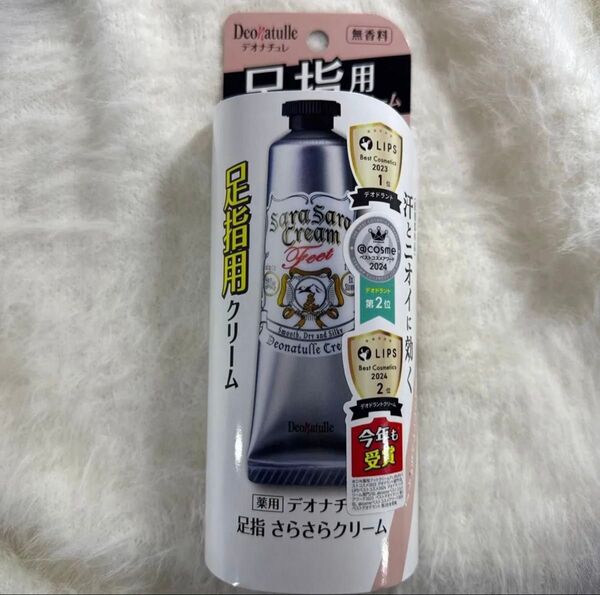 Deonatulle
デオナチュレ
無香料
足指用
足指用クリーム
Sara Sara
Cream
Feet
Smooth, Dry and Silky
Deonatulle Cream
Deonatulle
LIPS
Best Cosmetics
2023
1位
デオドラント
汗とニオイに効く
@cosme
ベストコスメアワード
2024
デオドラント
第2位
LIPS
Best Cosmetics
2024
2位
デオドラントクリーム
今年も
受賞
薬用 デオナチ
足指 さらさらクリーム